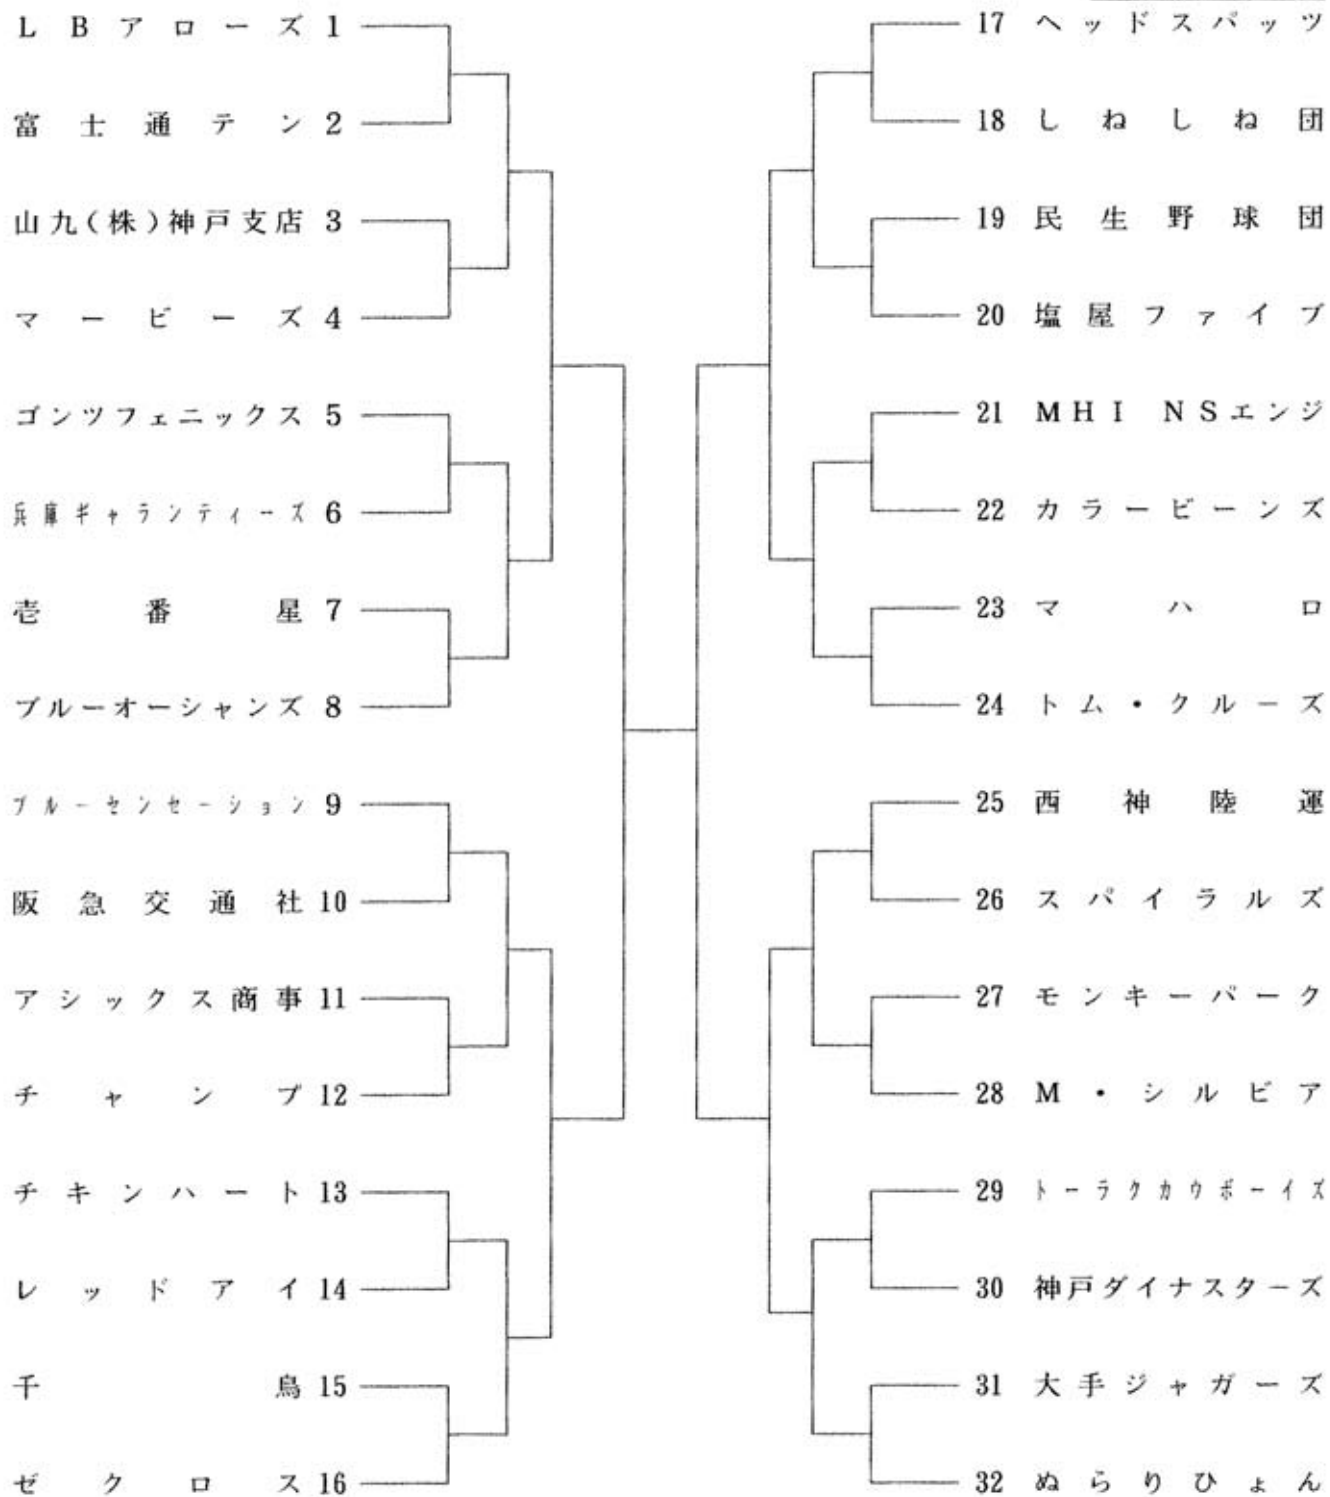 LBアローズ 1
富士通テン 2
山九(株)神戸支店 3
マービーズ 4
ゴンツフェニックス 5
兵庫ギャランティーズ 6
壱番星 7
ブルーオーシャンズ 8
ブルーセンセーション 9
阪急交通社 10
アシックス商事 11
チャンプ 12
チキンハート 13
レッドアイ 14
千鳥 15
ゼクロス 16
17 ヘッドスパッツ
18 しねしね団
19 民生野球団
20 塩屋ファイブ
21 MHI NSエンジ
22 カラービーンズ
23 マハロ
24 トム・クルーズ
25 西神陸運
26 スパイラルズ
27 モンキーパーク
28 M・シルビア
29 トーラクカウボーイズ
30 神戸ダイナスターズ
31 大手ジャガーズ
32 ぬらりひょん